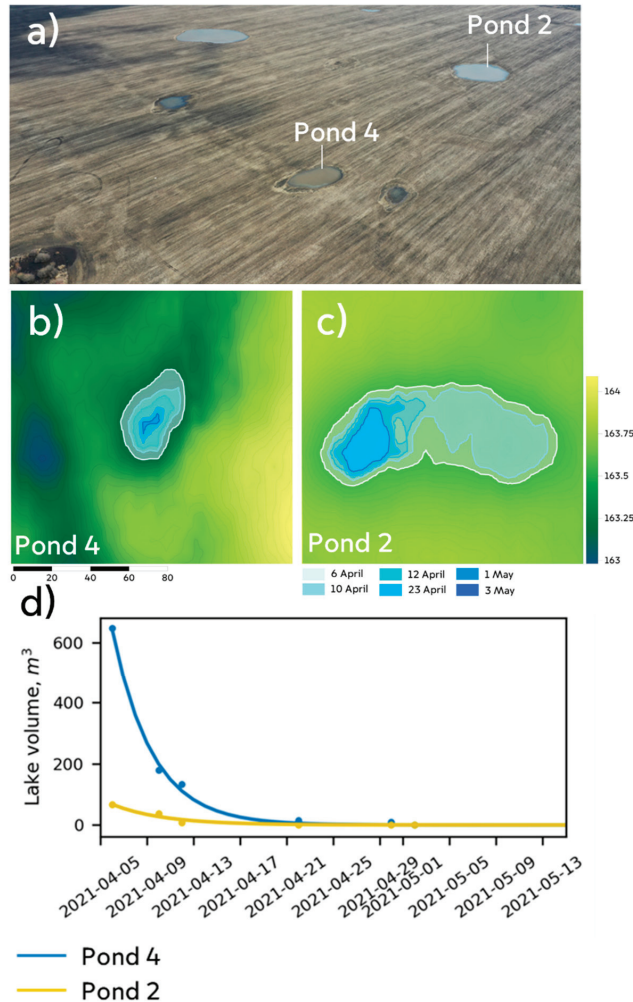 a)
Pond 2
Pond 4
b)
c)
Pond 4
Pond 2
164
163.75
163.5
163.25
163
0 20 40 60 80
6 April 12 April 1 May
10 April 23 April 3 May
d)
Lake volume, m³
600
400
200
0
2021-04-05
2021-04-09
2021-04-13
2021-04-17
2021-04-21
2021-04-25
2021-04-29
2021-05-01
2021-05-05
2021-05-09
2021-05-13
Pond 4
Pond 2